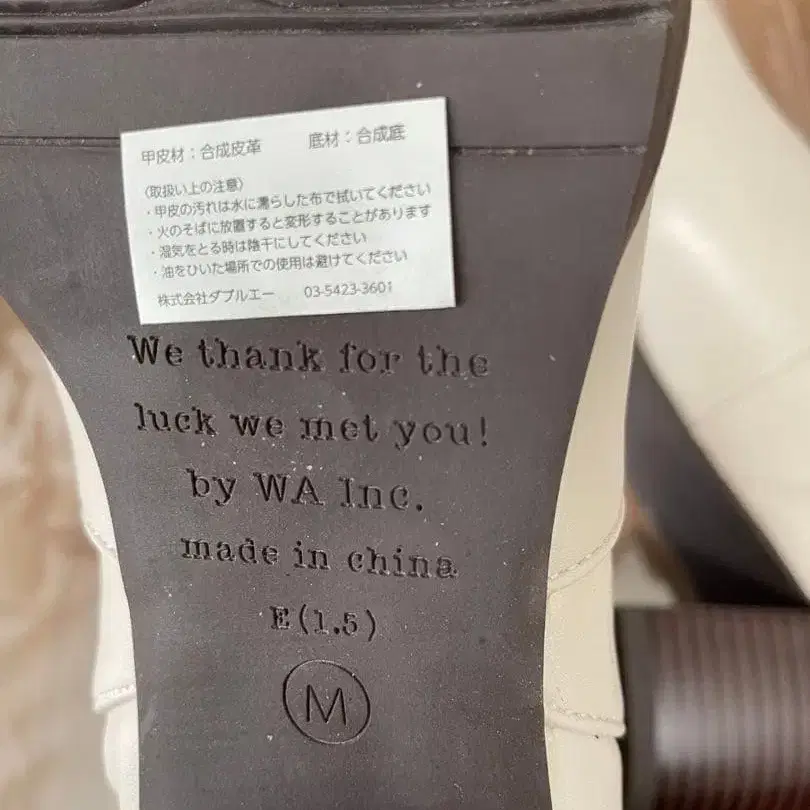 甲皮材：合成皮革　底材：合成底
〈取扱い上の注意〉
・甲皮の汚れは水に濡らした布で拭いてください
・火のそばに放置すると変形することがあります
・湿気をとる時は陰干にしてください
・油をひいた場所での使用は避けてください
株式会社ダブルエー　03-5423-3601
We thank for the
luck we met you!
by WA Inc.
made in china
E(1.5)
M